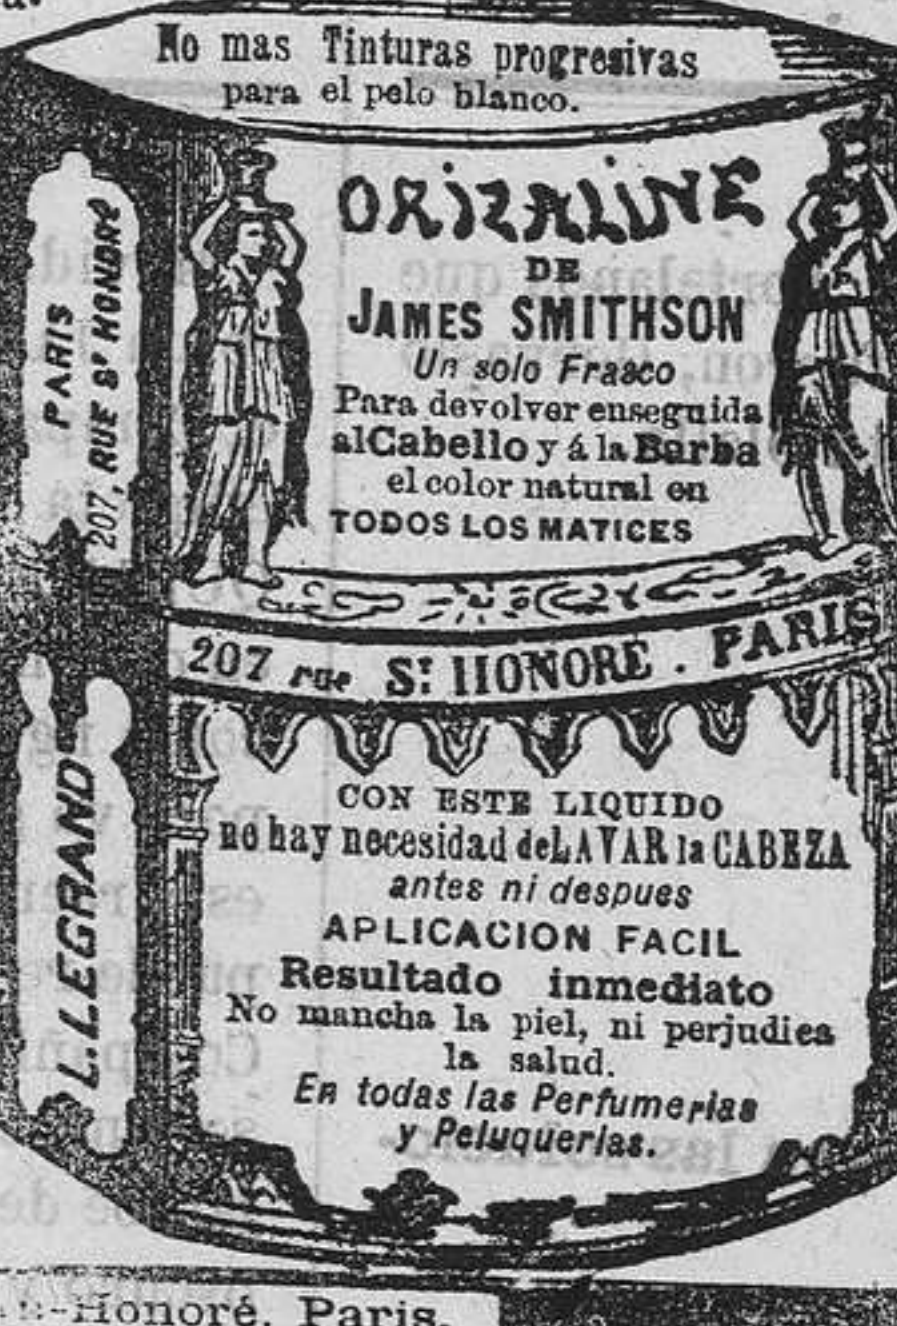 No mas Tinturas progresivas
para el pelo blanco.
ORIZALINE
DE
JAMES SMITHSON
Un solo Frasco
Para devolver enseguida
al Cabello y á la Barba
el color natural en
TODOS LOS MATICES
207 rue St HONORÉ. PARIS
PARIS
207, RUE St HONORÉ
L. LEGRAND
CON ESTE LIQUIDO
no hay necesidad de LAVAR la CABEZA
antes ni despues
APLICACION FACIL
Resultado inmediato
No mancha la piel, ni perjudica
la salud.
En todas las Perfumerias
y Peluquerias.
-Honoré, Paris.